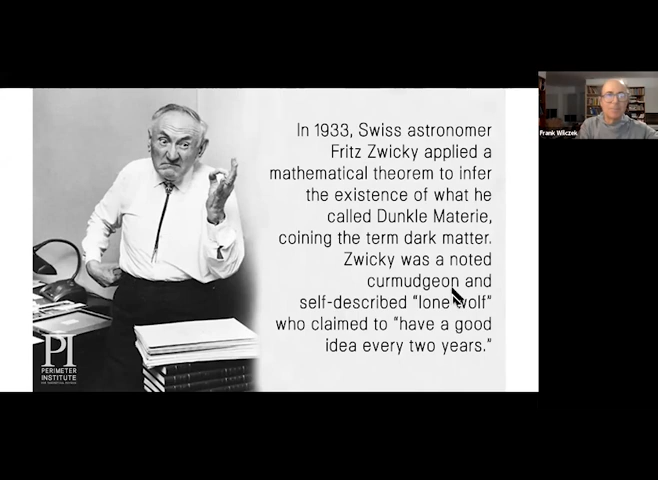 In 1933, Swiss astronomer
Fritz Zwicky applied a
mathematical theorem to infer
the existence of what he
called Dunkle Materie,
coining the term dark matter.
Zwicky was a noted
curmudgeon and
self-described "lone wolf"
who claimed to "have a good
idea every two years."
PI
PERIMETER
INSTITUTE
Frank Wilczek